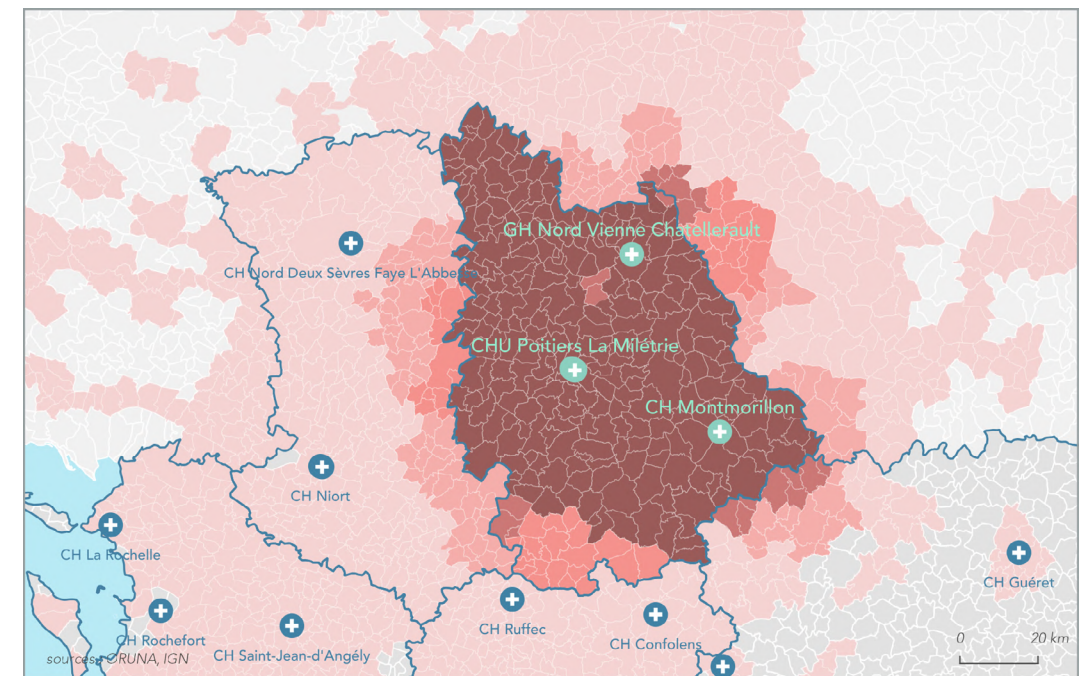 GH Nord Vienne Châtellerault
CH Nord Deux Sèvres Faye L'Abbesse
CHU Poitiers La Milétrie
CH Montmorillon
CH Niort
CH La Rochelle
CH Guéret
CH Ruffec
CH Rochefort
CH Confolens
CH Saint-Jean-d'Angély
0 20 km
sources : ORUNA, IGN